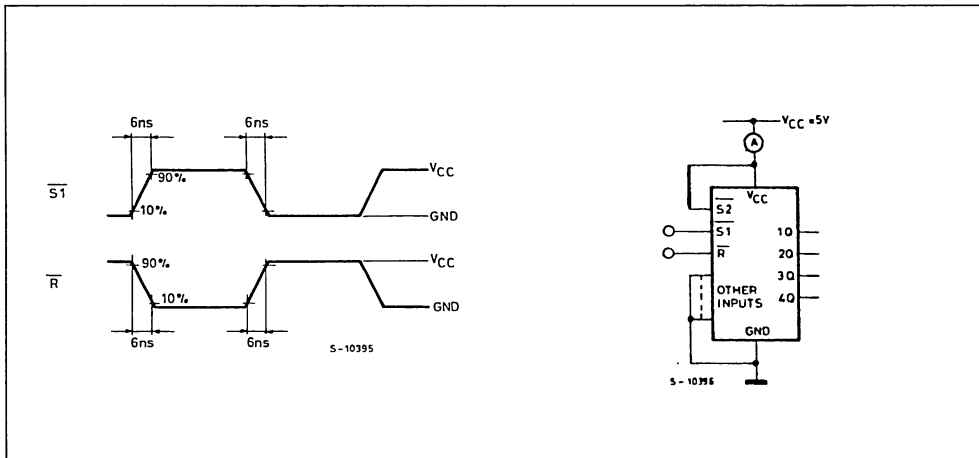 6ns
6ns
S1
90%
10%
VCC
GND
R
90%
10%
VCC
GND
6ns
6ns
S-10395
VCC =5V
A
VCC
S2
S1
R
1Q
2Q
3Q
4Q
OTHER
INPUTS
GND
S-10396